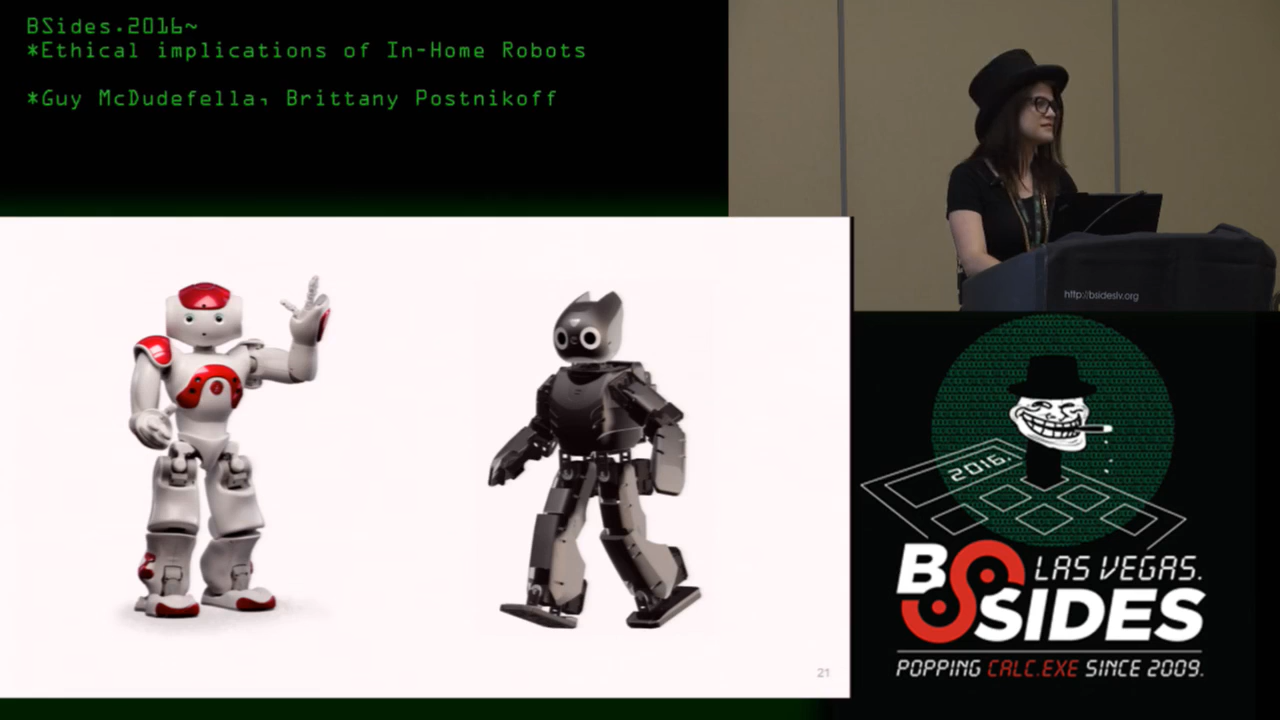 BSides.2016~
*Ethical implications of In-Home Robots
*Guy McDudefella, Brittany Postnikoff
http://bsideslv.org
2016.
BSIDES
LAS VEGAS.
POPPING CALC.EXE SINCE 2009.
21